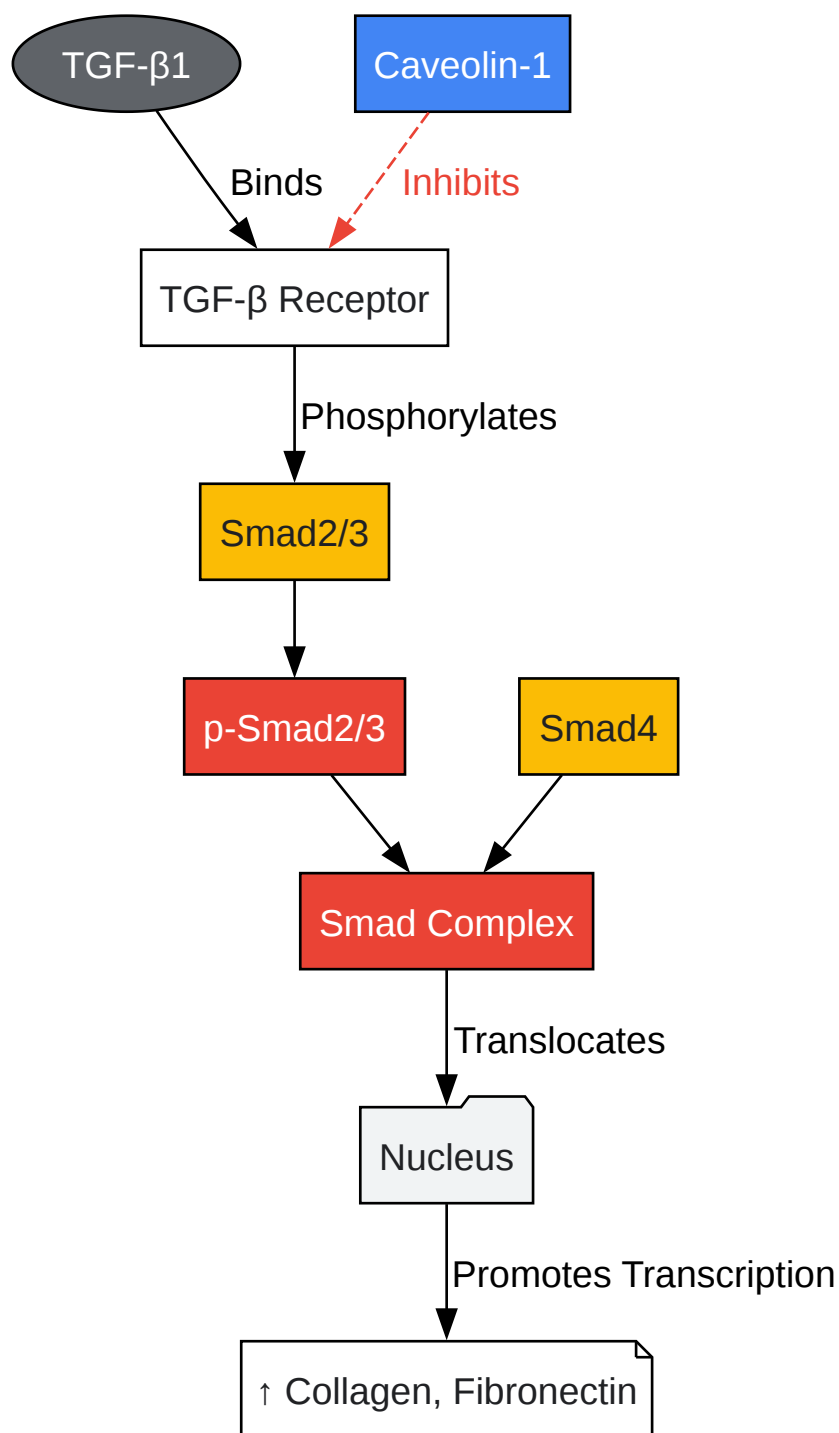 TGF-β1
Caveolin-1
Binds
Inhibits
TGF-β Receptor
Phosphorylates
Smad2/3
p-Smad2/3
Smad4
Smad Complex
Translocates
Nucleus
Promotes Transcription
↑ Collagen, Fibronectin